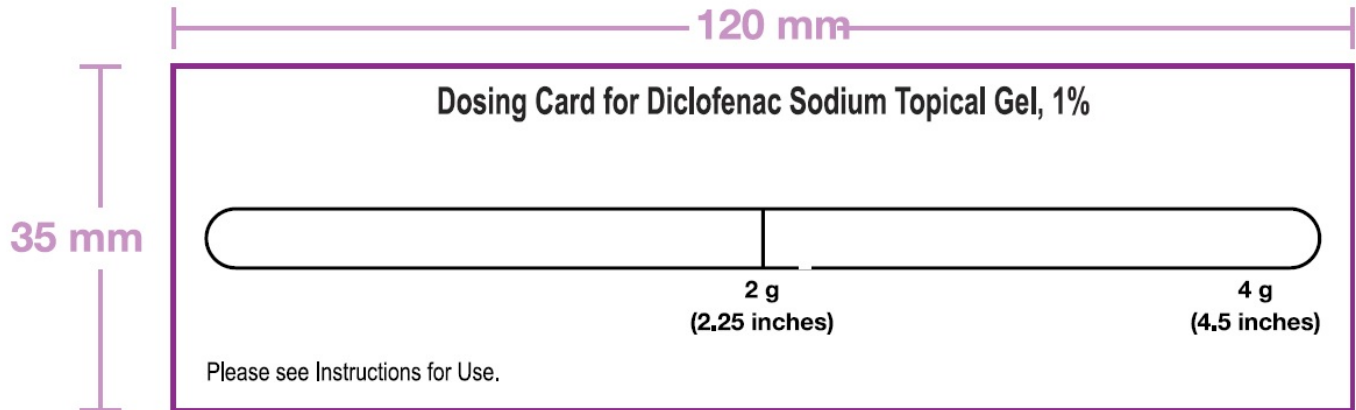 120 mm
Dosing Card for Diclofenac Sodium Topical Gel, 1%
35 mm
2 g
(2.25 inches)
4 g
(4.5 inches)
Please see Instructions for Use.